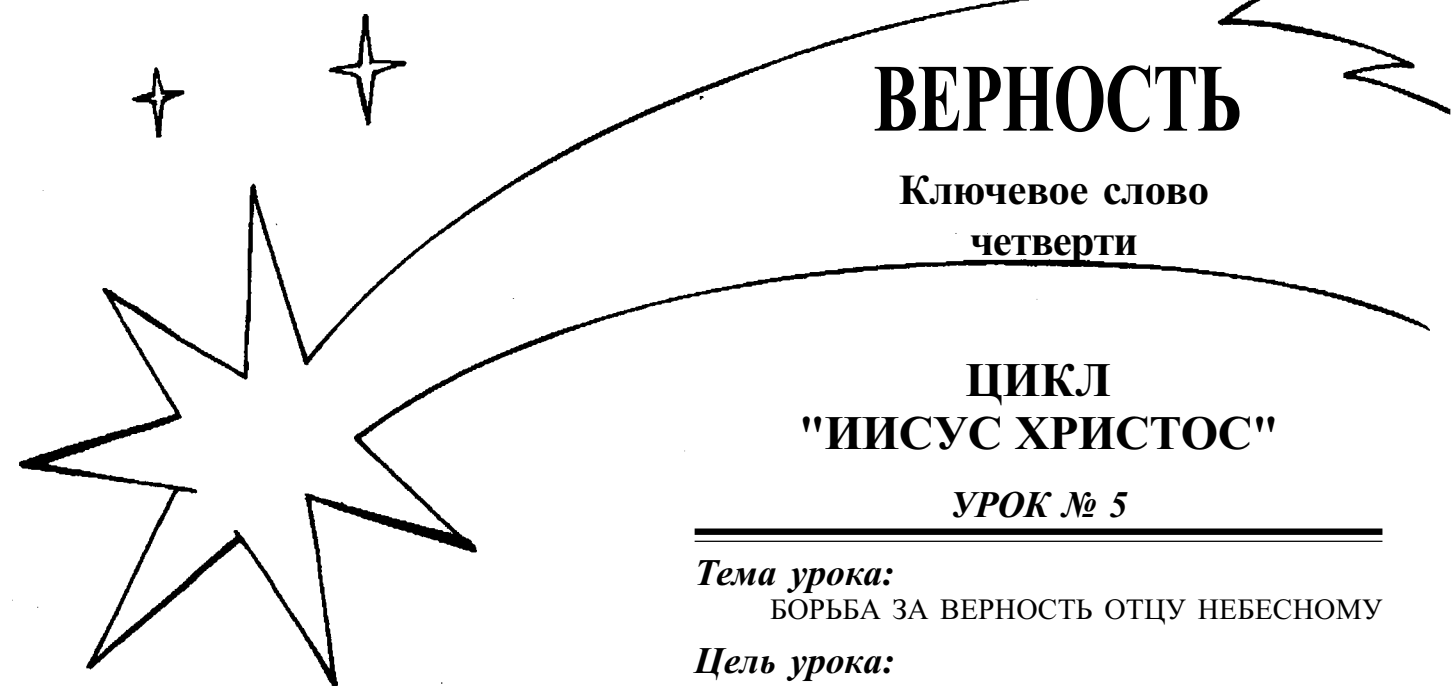 ВЕРНОСТЬ
Ключевое слово
четверти
ЦИКЛ
"ИИСУС ХРИСТОС"
УРОК № 5
Тема урока:
БОРЬБА ЗА ВЕРНОСТЬ ОТЦУ НЕБЕСНОМУ
Цель урока: